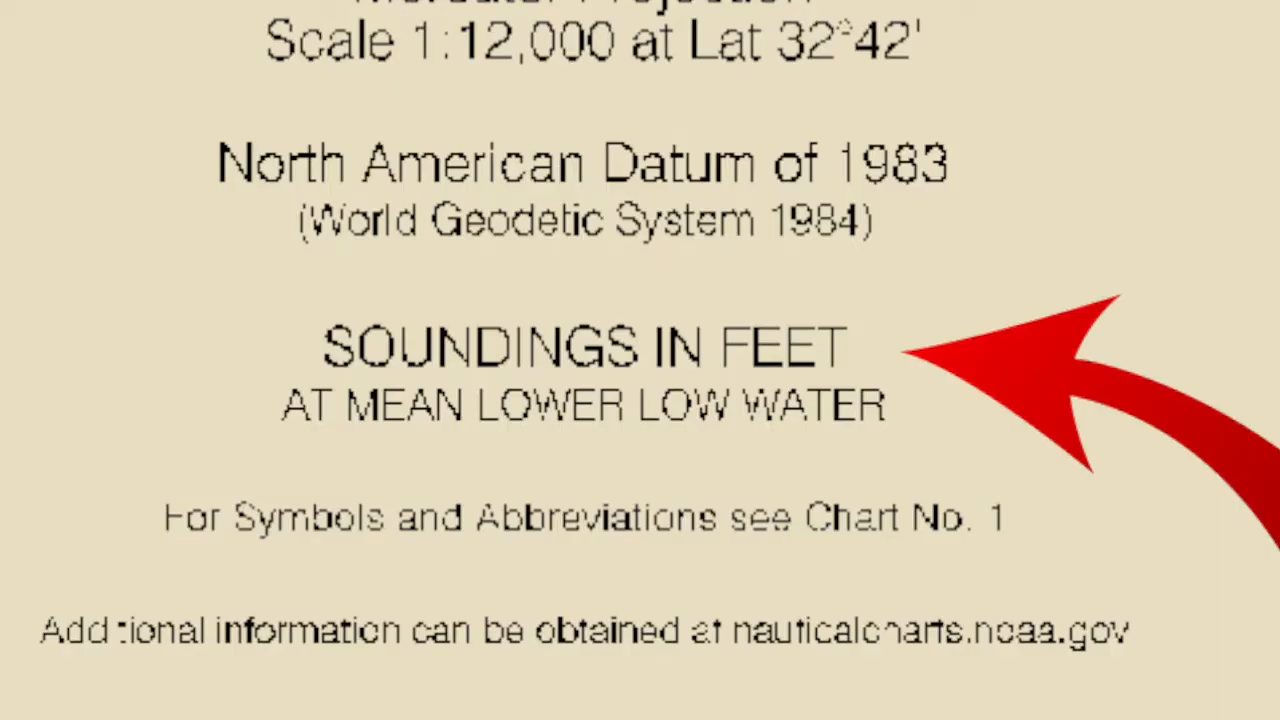 Scale 1:12,000 at Lat 32°42'
North American Datum of 1983
(World Geodetic System 1984)
SOUNDINGS IN FEET
AT MEAN LOWER LOW WATER
For Symbols and Abbreviations see Chart No. 1
Additional information can be obtained at nauticalcharts.noaa.gov